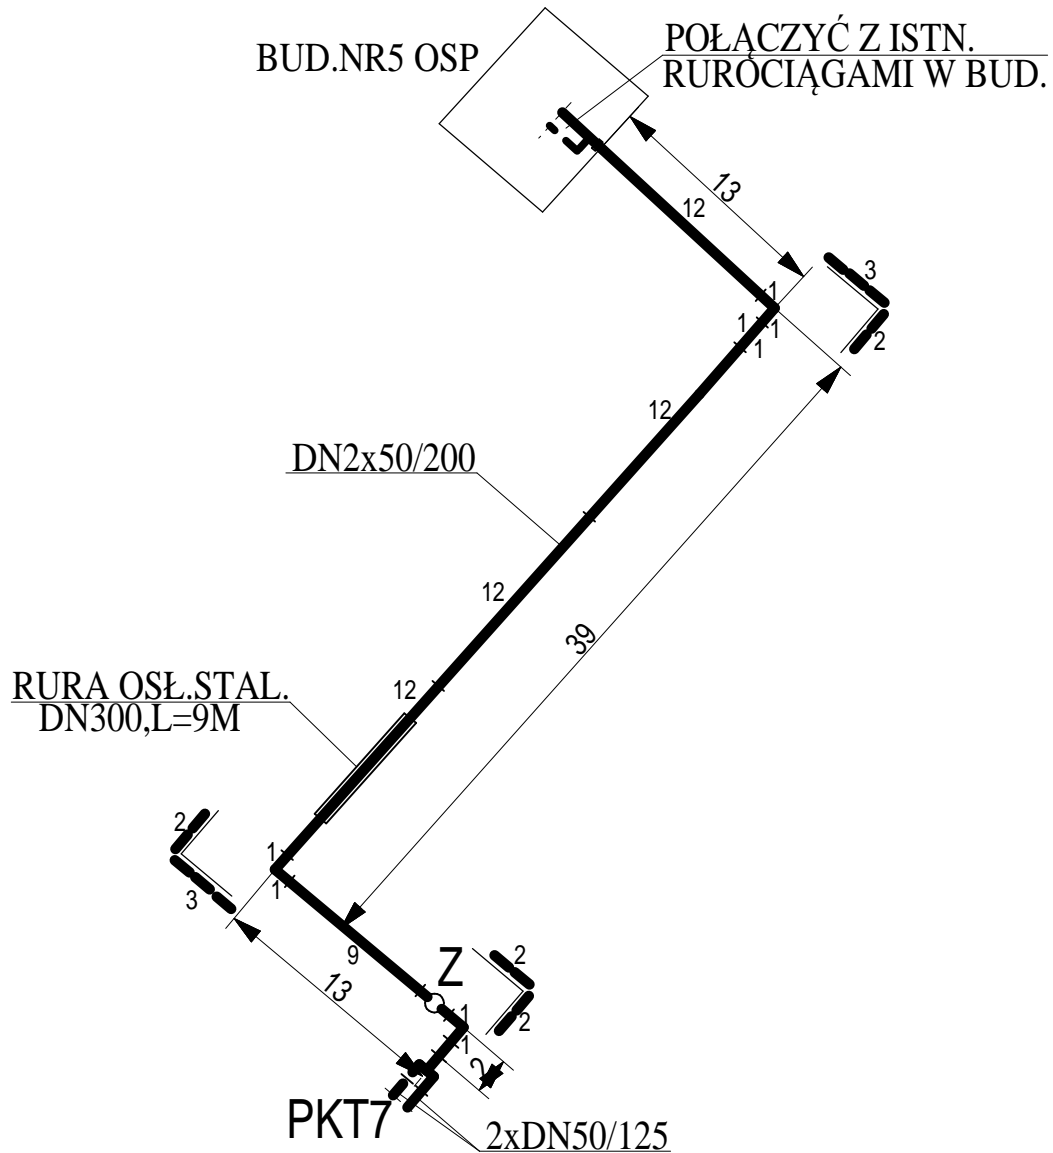 BUD.NR5 OSP
POŁĄCZYĆ Z ISTN.
RUROCIĄGAMI W BUD.
13
12
3
2
1
1
1
1
12
DN2x50/200
12
39
12
RURA OSŁ.STAL.
DN300,L=9M
2
3
1
1
9
13
Z
2
2
1
1
2
PKT7
2xDN50/125